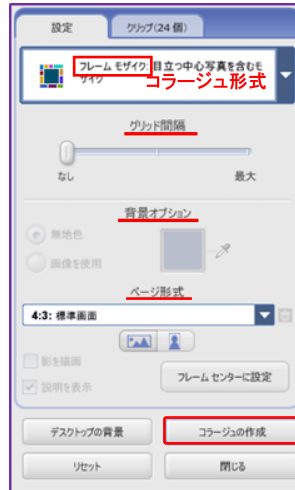 設定 クリップ(24 個)
フレーム モザイク: 目立つ中心写真を含むモ
ザイク
コラージュ形式
グリッド間隔
なし 最大
背景オプション
無地色
画像を使用
ページ形式
4:3: 標準画面
影を描画
説明を表示
フレーム センターに設定
デスクトップの背景 コラージュの作成
リセット 閉じる